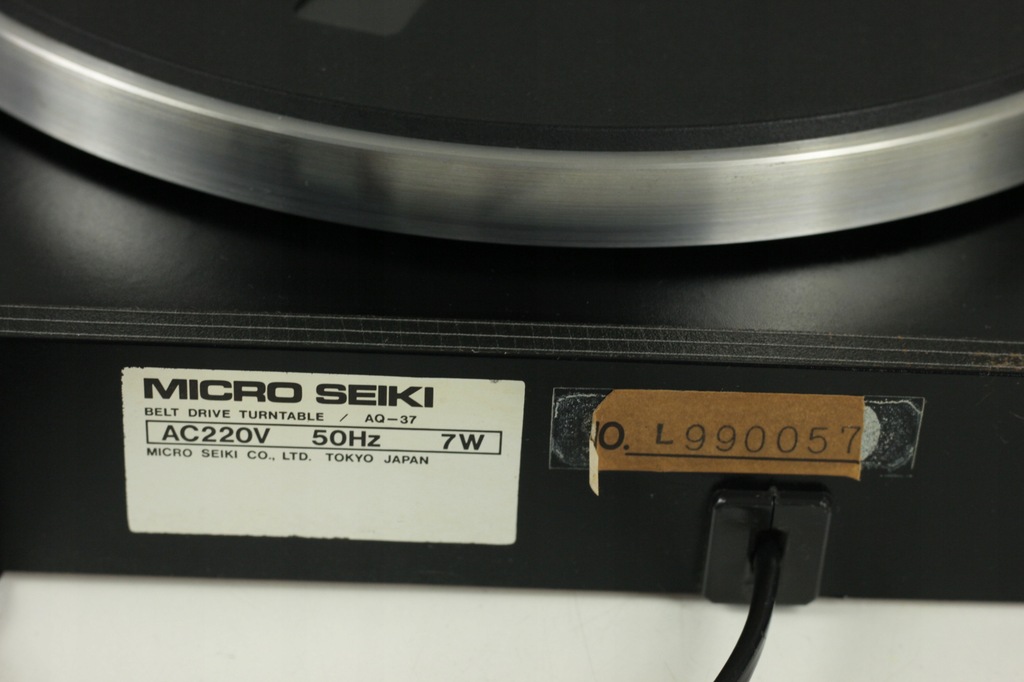 MICRO SEIKI
BELT DRIVE TURNTABLE / AQ-37
AC220V 50Hz 7W
MICRO SEIKI CO., LTD. TOKYO JAPAN
NO. L990057